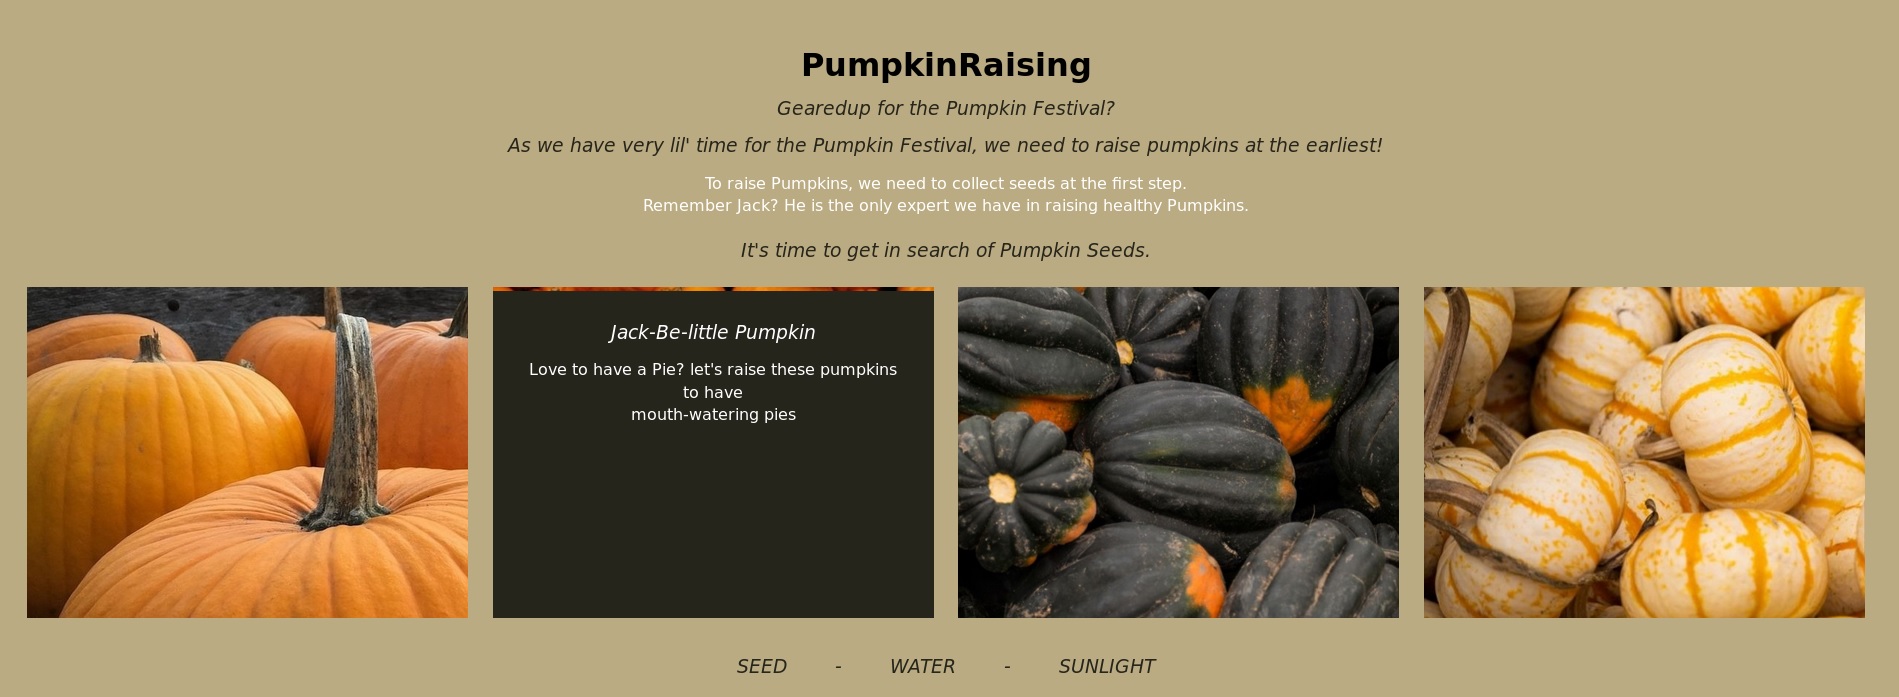 PumpkinRaising
Gearedup for the Pumpkin Festival?
As we have very lil' time for the Pumpkin Festival, we need to raise pumpkins at the earliest!
To raise Pumpkins, we need to collect seeds at the first step.
Remember Jack? He is the only expert we have in raising healthy Pumpkins.
It's time to get in search of Pumpkin Seeds.
Jack-Be-little Pumpkin
Love to have a Pie? let's raise these pumpkins
to have
mouth-watering pies
SEED - WATER - SUNLIGHT